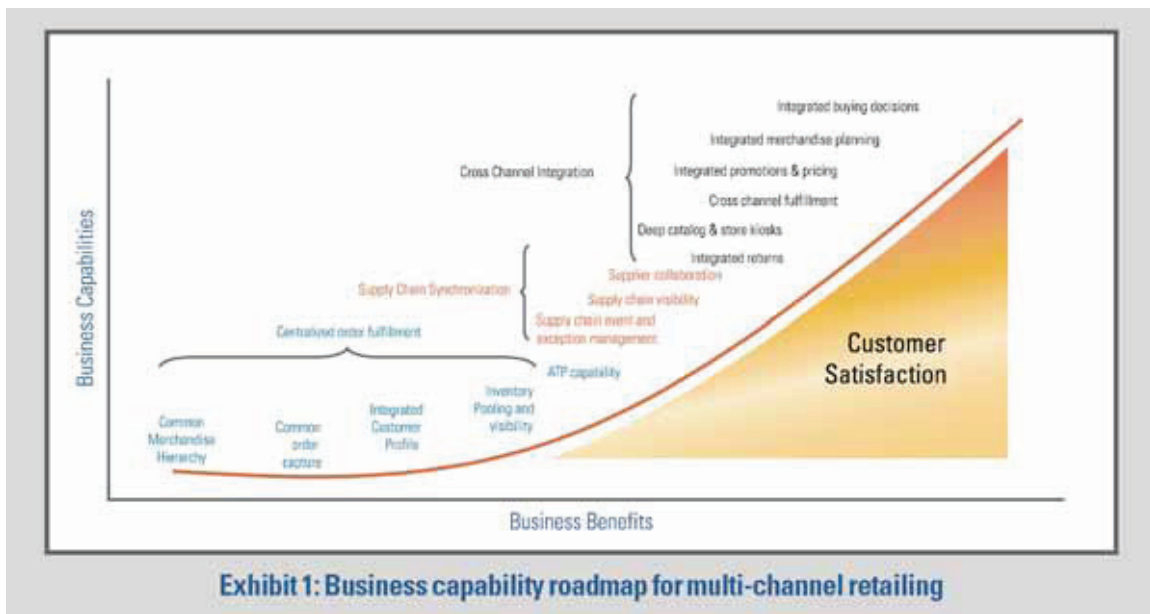 Business Capabilities
Integrated buying decisions
Integrated merchandise planning
Cross Channel Integration
Integrated promotions & pricing
Cross channel fulfillment
Deep catalog & store kiosks
Integrated returns
Supply Chain Synchronization
Supplier collaboration
Supply chain visibility
Supply chain event and
exception management
Centralized order fulfillment
ATP capability
Common
Merchandise
Hierarchy
Common
order
capture
Integrated
Customer
Profile
Inventory
Pooling and
visibility
Customer
Satisfaction
Business Benefits
Exhibit 1: Business capability roadmap for multi-channel retailing